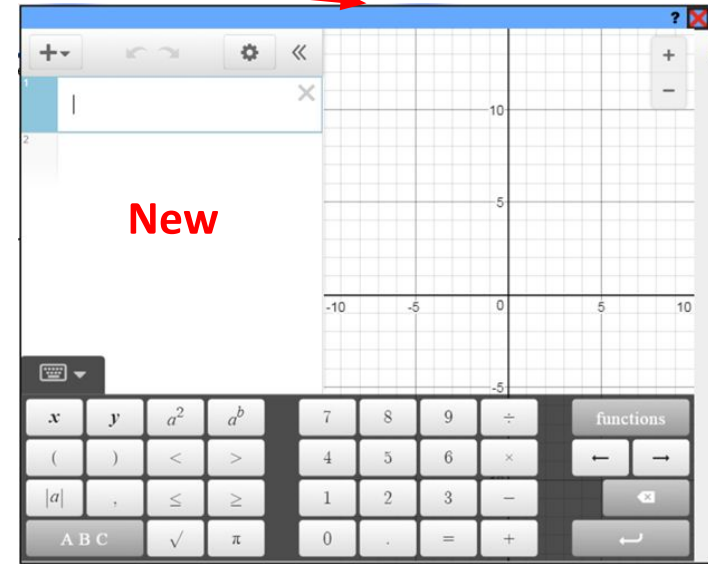 ?
+
«
+
1
10
−
2
5
New
-10 -5 0 5 10
-5
x y a² aᵇ 7 8 9 ÷ functions
( ) < > 4 5 6 × ← →
|a| , ≤ ≥ 1 2 3 −
A B C √ π 0 . = +